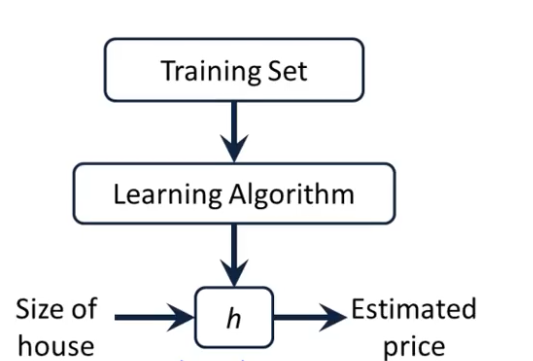 Training Set
Learning Algorithm
Size of
house
h
Estimated
price